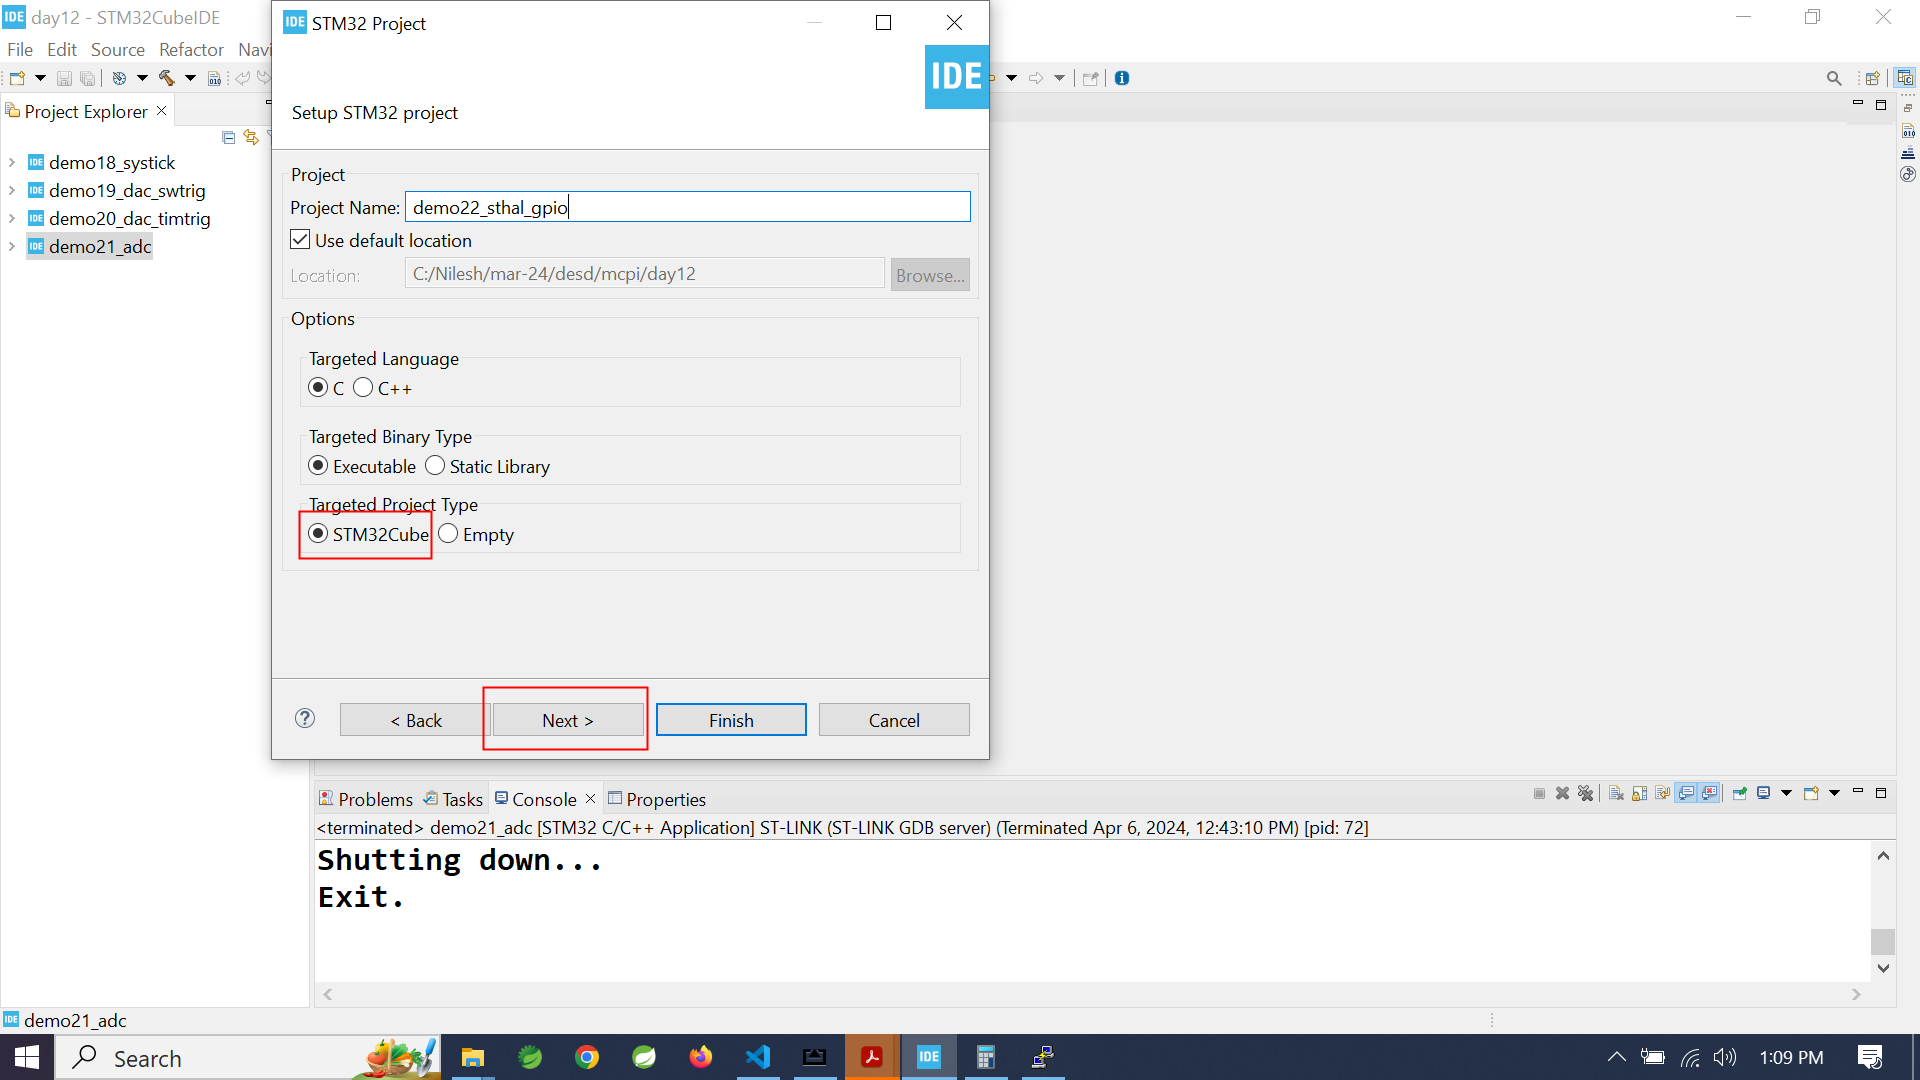 IDE day12 - STM32CubeIDE
File Edit Source Refactor Navi
Project Explorer
demo18_systick
demo19_dac_swtrig
demo20_dac_timtrig
demo21_adc
IDE STM32 Project
IDE
Setup STM32 project
Project
Project Name: demo22_sthal_gpio
Use default location
Location: C:/Nilesh/mar-24/desd/mcpi/day12 Browse...
Options
Targeted Language
C C++
Targeted Binary Type
Executable Static Library
Targeted Project Type
STM32Cube Empty
? < Back Next > Finish Cancel
Problems Tasks Console Properties
<terminated> demo21_adc [STM32 C/C++ Application] ST-LINK (ST-LINK GDB server) (Terminated Apr 6, 2024, 12:43:10 PM) [pid: 72]
Shutting down...
Exit.
IDE demo21_adc
Search IDE 1:09 PM